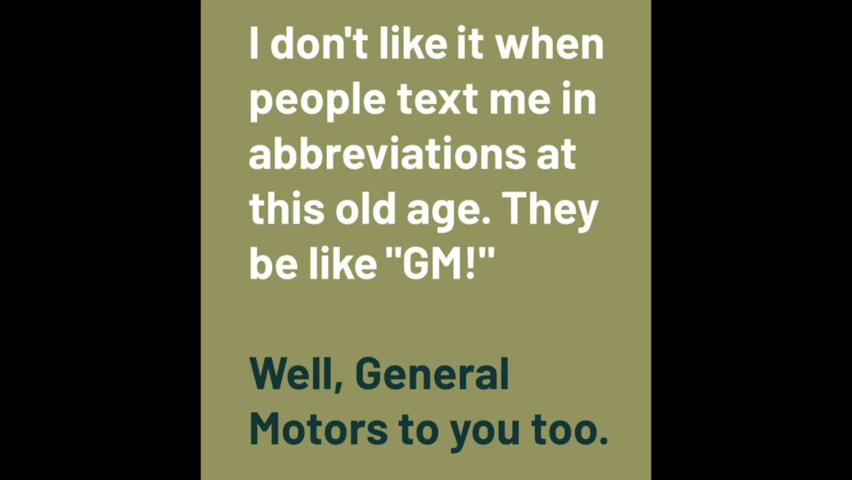 I don't like it when
people text me in
abbreviations at
this old age. They
be like "GM!"
Well, General
Motors to you too.